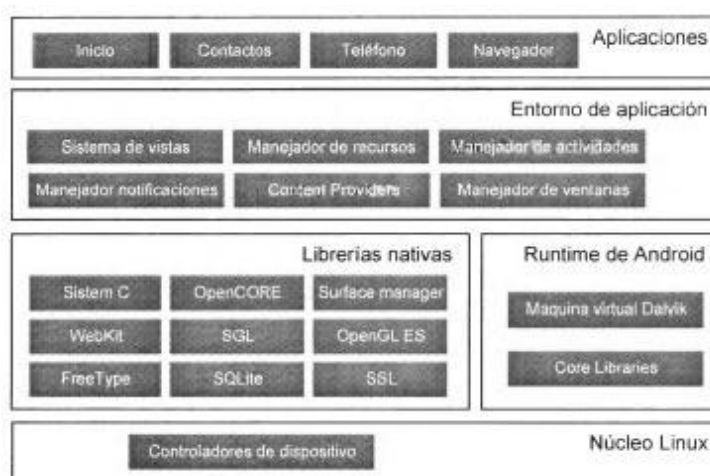 Aplicaciones
Inicio Contactos Teléfono Navegador
Entorno de aplicación
Sistema de vistas Manejador de recursos Manejador de actividades
Manejador notificaciones Content Providers Manejador de ventanas
Librerías nativas
Sistem C OpenCORE Surface manager
WebKit SGL OpenGL ES
FreeType SQLite SSL
Runtime de Android
Maquina virtual Dalvik
Core Libraries
Núcleo Linux
Controladores de dispositivo